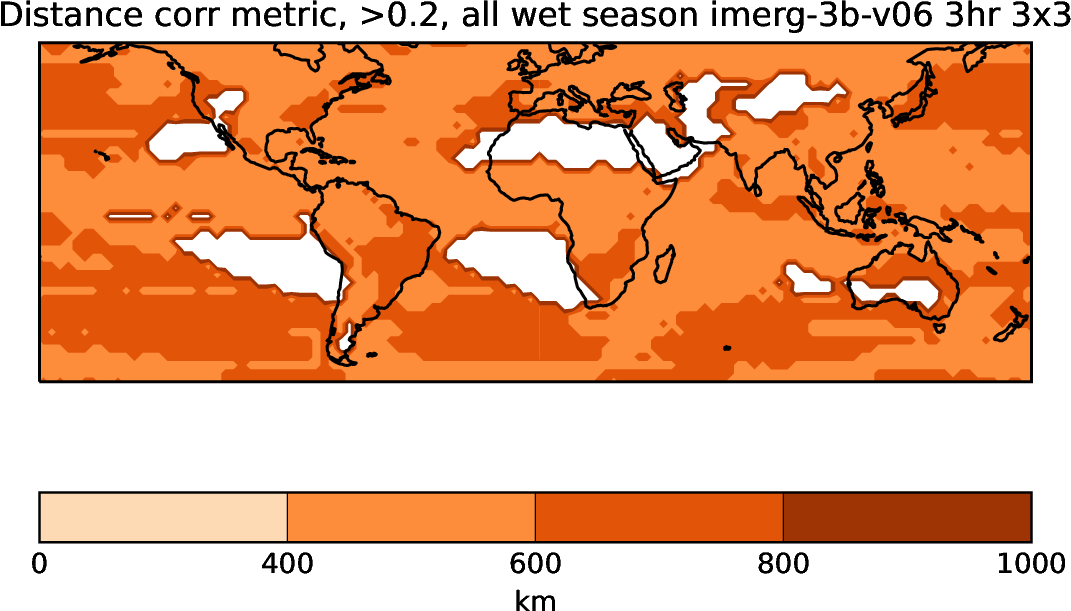 Distance corr metric, >0.2, all wet season imerg-3b-v06 3hr 3x3
0 400 600 800 1000
km